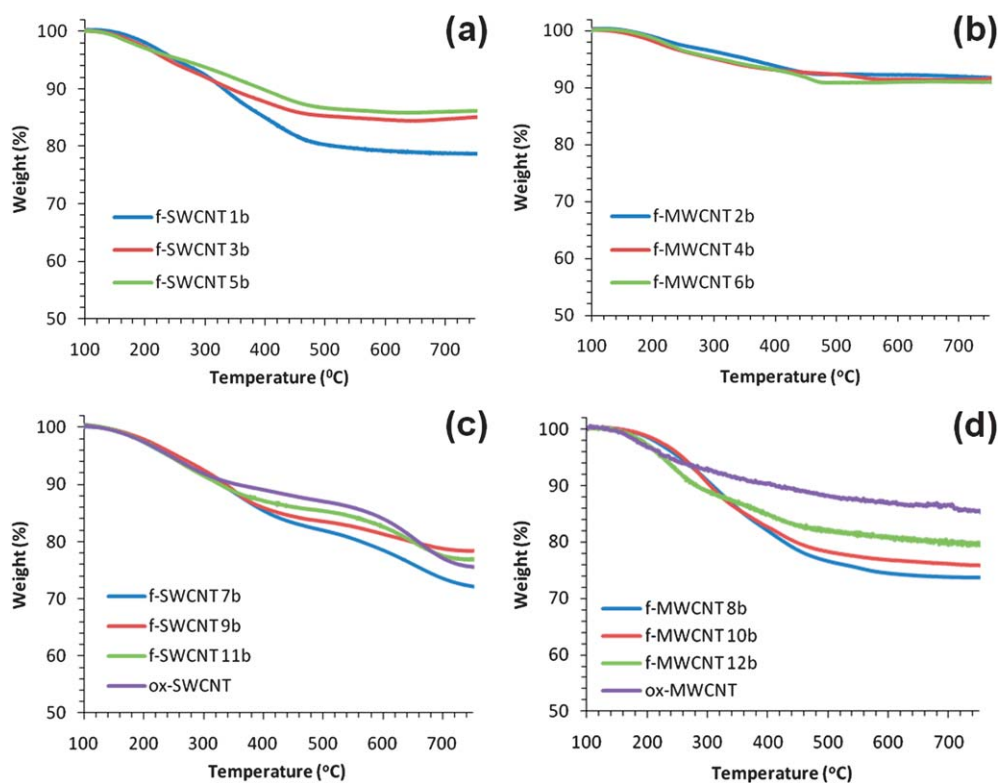 (a)
100
90
80
70
60
50
Weight (%)
f-SWCNT 1b
f-SWCNT 3b
f-SWCNT 5b
100 200 300 400 500 600 700
Temperature (⁰C)
(b)
100
90
80
70
60
50
Weight (%)
f-MWCNT 2b
f-MWCNT 4b
f-MWCNT 6b
100 200 300 400 500 600 700
Temperature (ºC)
(c)
100
90
80
70
60
50
Weight (%)
f-SWCNT 7b
f-SWCNT 9b
f-SWCNT 11b
ox-SWCNT
100 200 300 400 500 600 700
Temperature (ºC)
(d)
100
90
80
70
60
50
Weight (%)
f-MWCNT 8b
f-MWCNT 10b
f-MWCNT 12b
ox-MWCNT
100 200 300 400 500 600 700
Temperature (ºC)